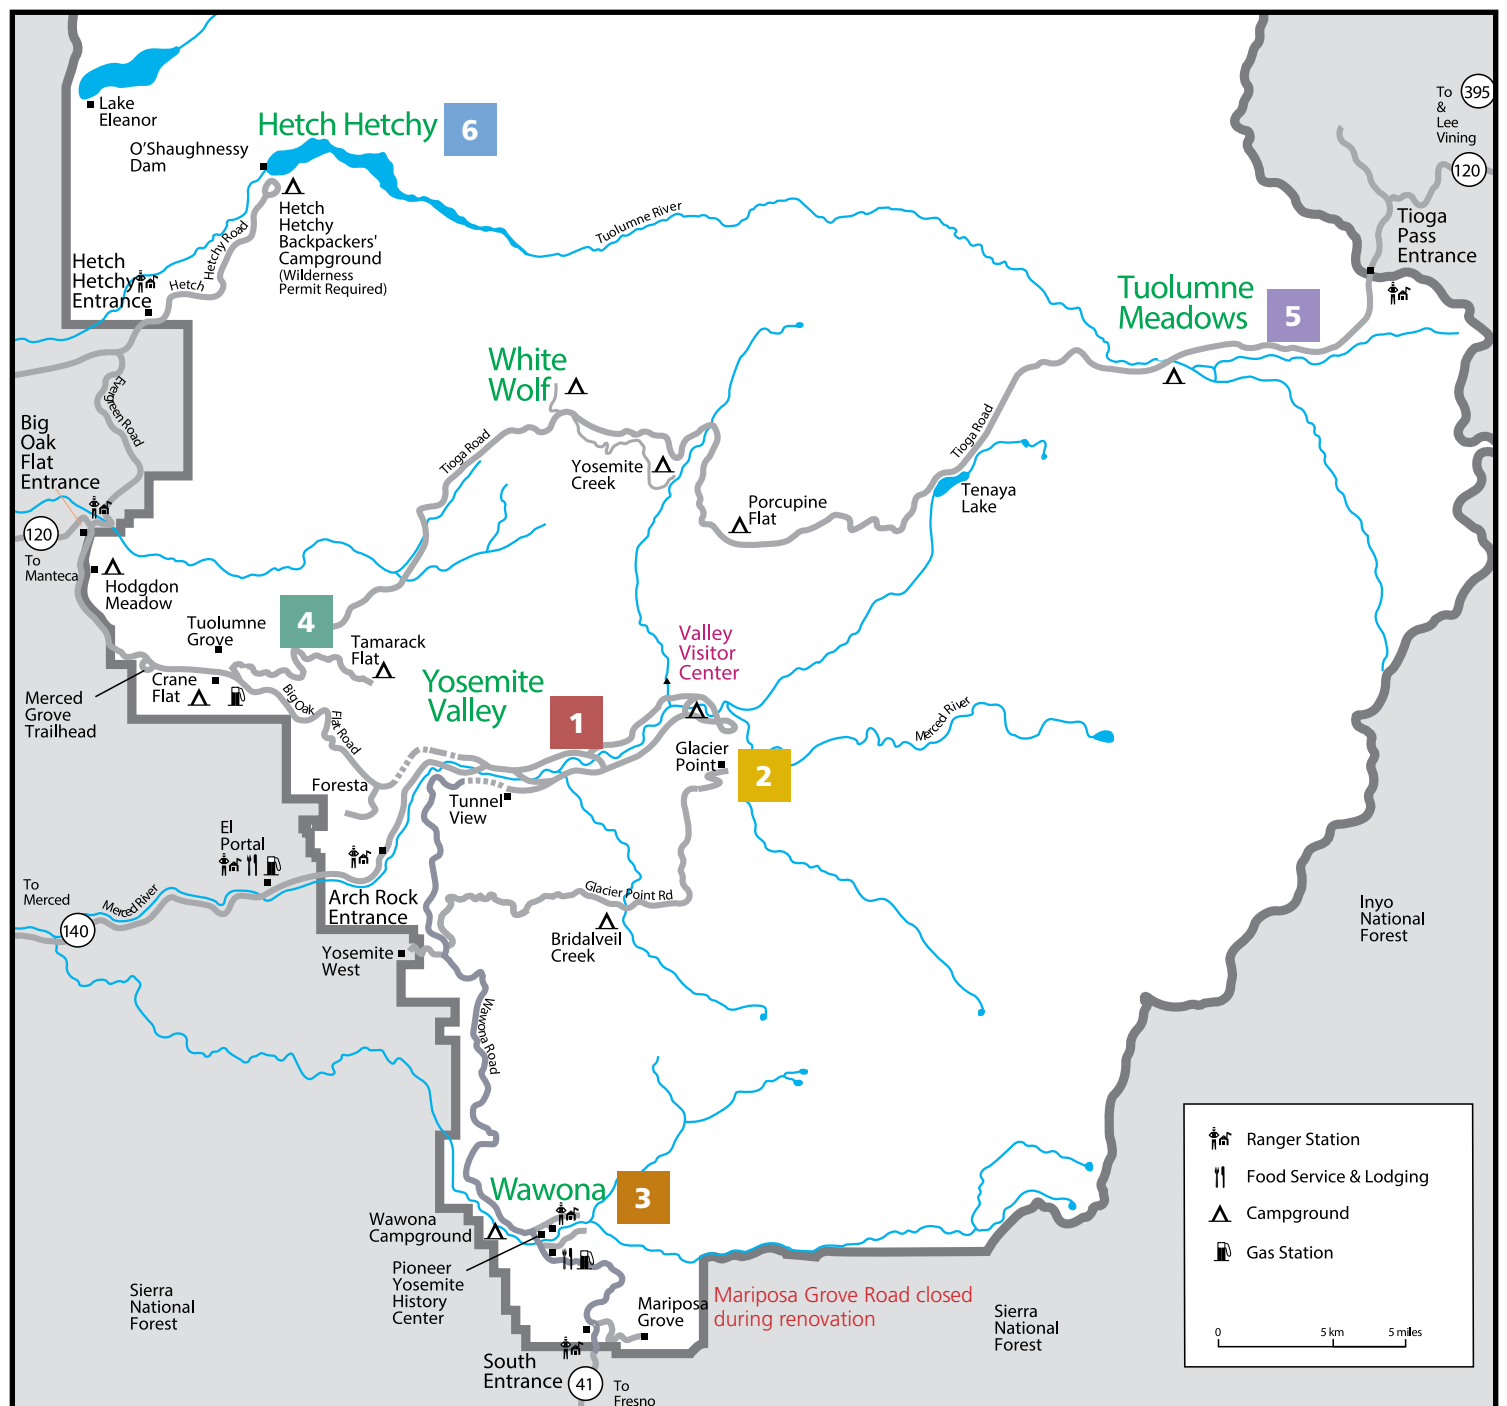 Lake
Eleanor
Hetch Hetchy
6
O'Shaughnessy
Dam
Hetch
Hetchy
Backpackers'
Campground
(Wilderness
Permit Required)
Hetch
Hetchy
Entrance
Hetch Hetchy Road
Tuolumne River
To
& 
Lee
Vining
395
120
Tioga
Pass
Entrance
Tuolumne
Meadows
5
White
Wolf
Evergreen Road
Big
Oak
Flat
Entrance
Tioga Road
Tioga Road
Yosemite
Creek
Porcupine
Flat
Tenaya
Lake
120
To
Manteca
Hodgdon
Meadow
Tuolumne
Grove
4
Tamarack
Flat
Crane
Flat
Merced
Grove
Trailhead
Big Oak
Flat Road
Yosemite
Valley
1
Valley
Visitor
Center
Merced River
Glacier
Point
2
Foresta
Tunnel
View
El
Portal
To
Merced
140
Merced River
Arch Rock
Entrance
Glacier Point Rd
Bridalveil
Creek
Yosemite
West
Inyo
National
Forest
Wawona Road
Wawona
3
Wawona
Campground
Pioneer
Yosemite
History
Center
Mariposa
Grove
Mariposa Grove Road closed
during renovation
Sierra
National
Forest
Sierra
National
Forest
South
Entrance
41
To
Fresno
Ranger Station
Food Service & Lodging
Campground
Gas Station
0
5 km
5 miles